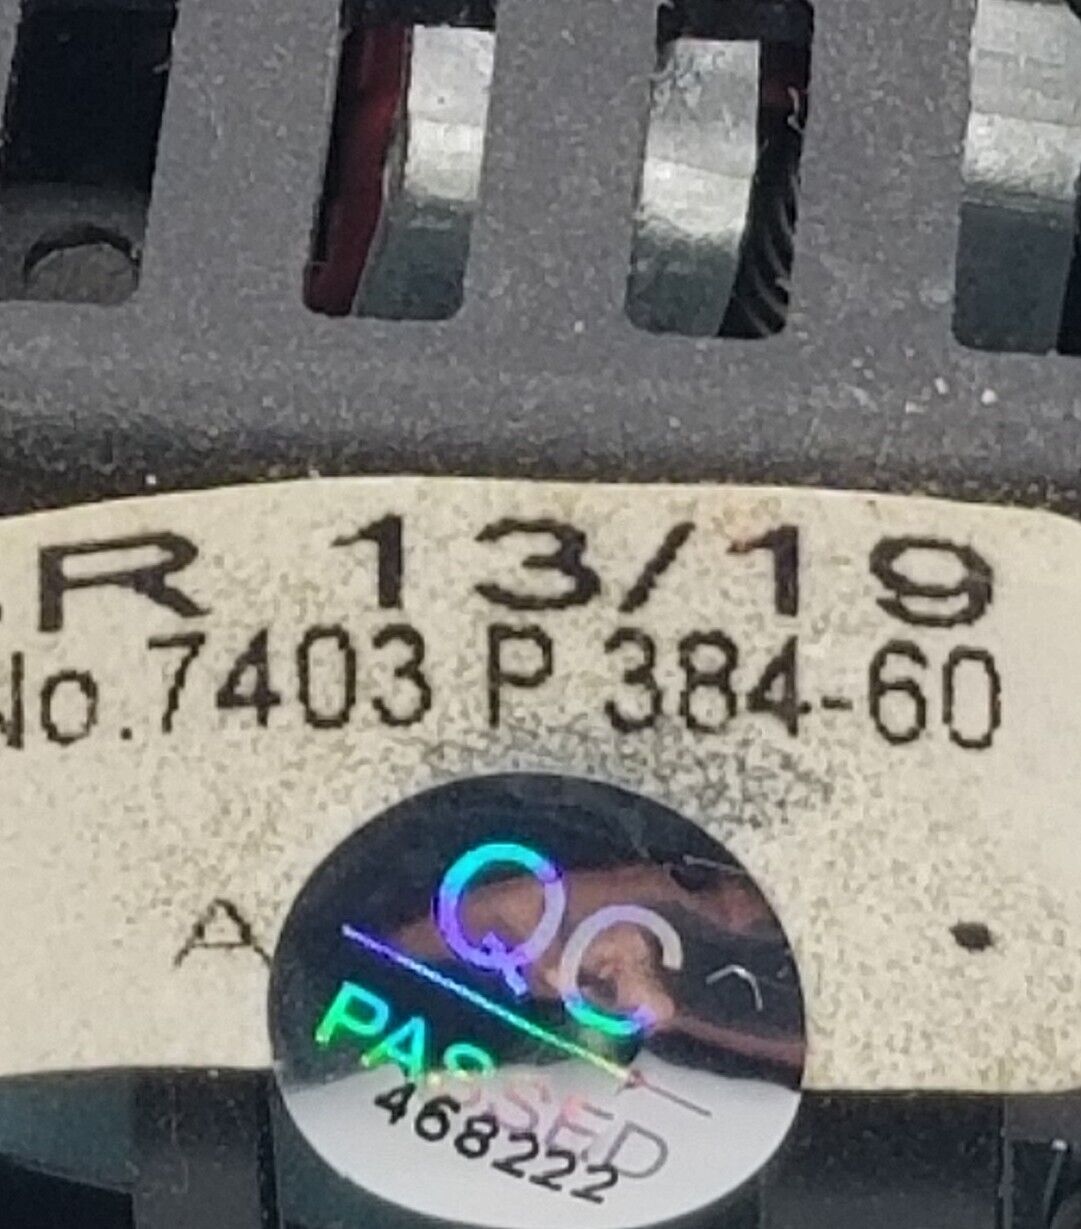 R 13/19
No.7403 P 384-60
A
QC
PASSED
468222